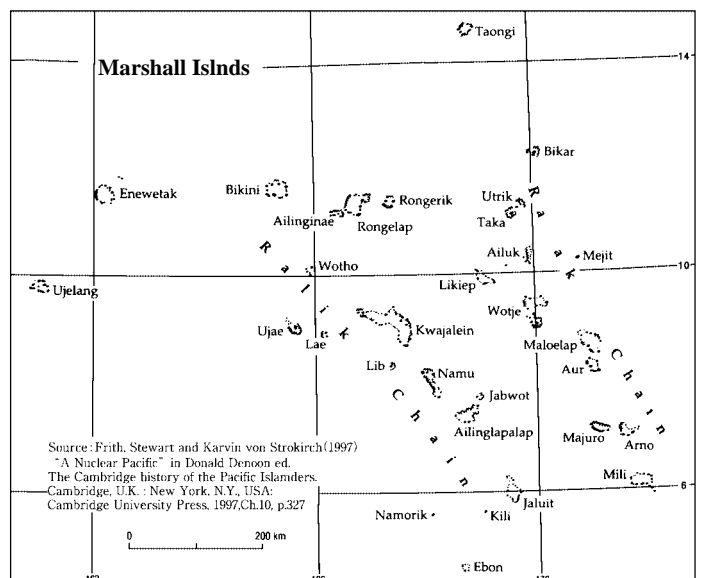 Taongi
14
Marshall Islnds
Bikar
Enewetak
Bikini
Rongerik
Utrik
Ailinginae
Rongelap
Taka
R a t a k
R a l i k
Ailuk
Mejit
Wotho
10
Ujelang
Likiep
Wotje
Ujae
Lae
Kwajalein
Maloelap
Lib
Namu
Aur
C h a i n
C h a i n
Jabwot
Ailinglapalap
Majuro
Arno
Source: Frith, Stewart and Karvin von Strokirch(1997)
"A Nuclear Pacific" in Donald Denoon ed.
The Cambridge history of the Pacific Islamders.
Cambridge, U.K. : New York, N.Y., USA:
Cambridge University Press, 1997,Ch.10, p.327
Mili
6
Jaluit
Namorik
Kili
0 200 km
Ebon